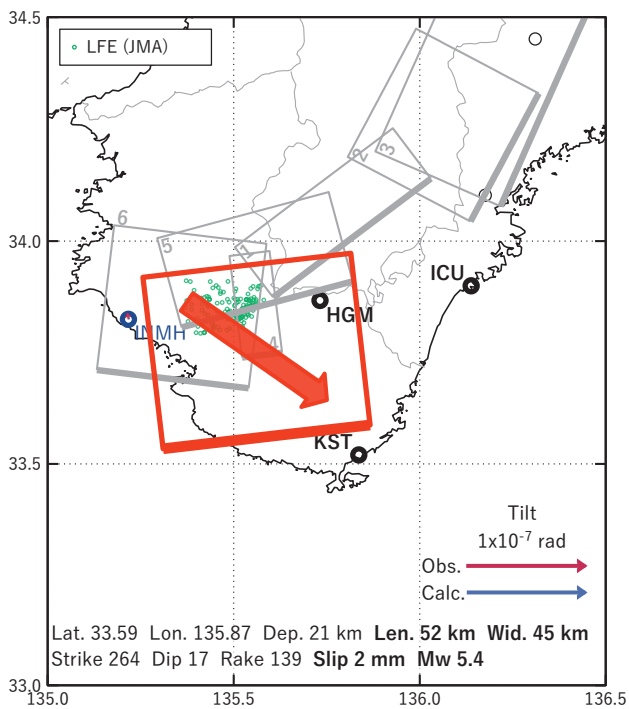 34.5
LFE (JMA)
2
3
34.0
6
5
1
ICU
HGM
INMH
4
KST
33.5
Tilt
1x10⁻⁷ rad
Obs.
Calc.
Lat. 33.59 Lon. 135.87 Dep. 21 km Len. 52 km Wid. 45 km
Strike 264 Dip 17 Rake 139 Slip 2 mm Mw 5.4
33.0
135.0 135.5 136.0 136.5